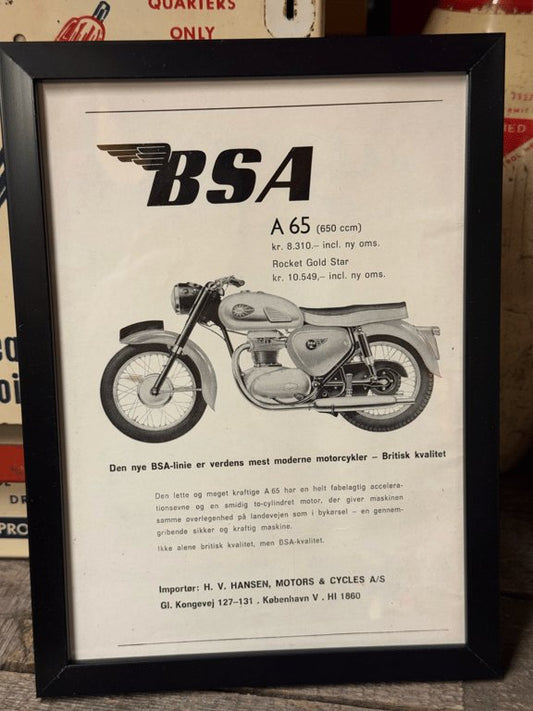 QUARTERS
ONLY
BSA
A 65 (650 ccm)
kr. 8.310.– incl. ny oms.
Rocket Gold Star
kr. 10.549,– incl. ny oms.
Den nye BSA-linie er verdens mest moderne motorcykler – Britisk kvalitet
Den lette og meget kraftige A 65 har en helt fabelagtig accelera-
tionsevne og en smidig to-cylindret motor, der giver maskinen
samme overlegenhed på landevejen som i bykørsel – en gennem-
gribende sikker og kraftig maskine.
Ikke alene britisk kvalitet, men BSA-kvalitet.
Importør: H. V. HANSEN, MOTORS & CYCLES A/S
Gl. Kongevej 127–131 . København V . HI 1860